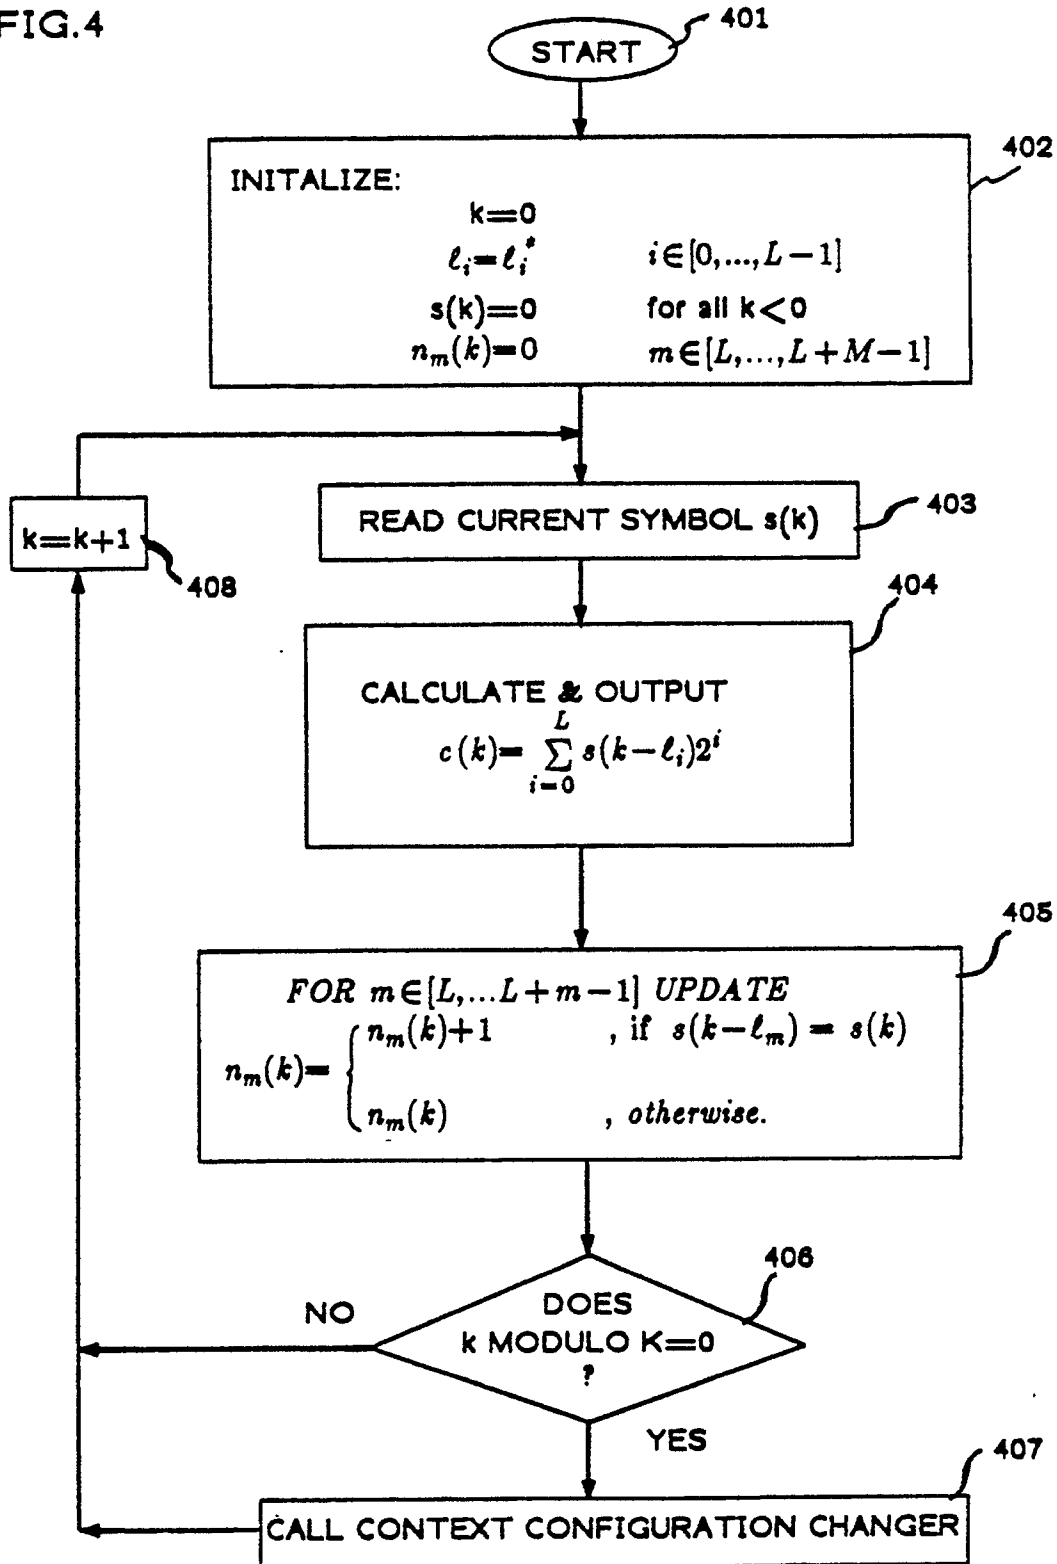 FIG.4
START
401
402
INITALIZE:
k=0
ℓ_i=ℓ_i^* i∈[0,...,L−1]
s(k)=0 for all k<0
n_m(k)=0 m∈[L,...,L+M−1]
READ CURRENT SYMBOL s(k)
403
k=k+1
408
404
CALCULATE & OUTPUT
c(k)= \sum_{i=0}^{L} s(k−ℓ_i)2^i
405
FOR m∈[L,...L+m−1] UPDATE
n_m(k)= { n_m(k)+1 , if s(k−ℓ_m) = s(k)
n_m(k) , otherwise.
406
DOES
k MODULO K=0
?
NO
YES
407
CALL CONTEXT CONFIGURATION CHANGER